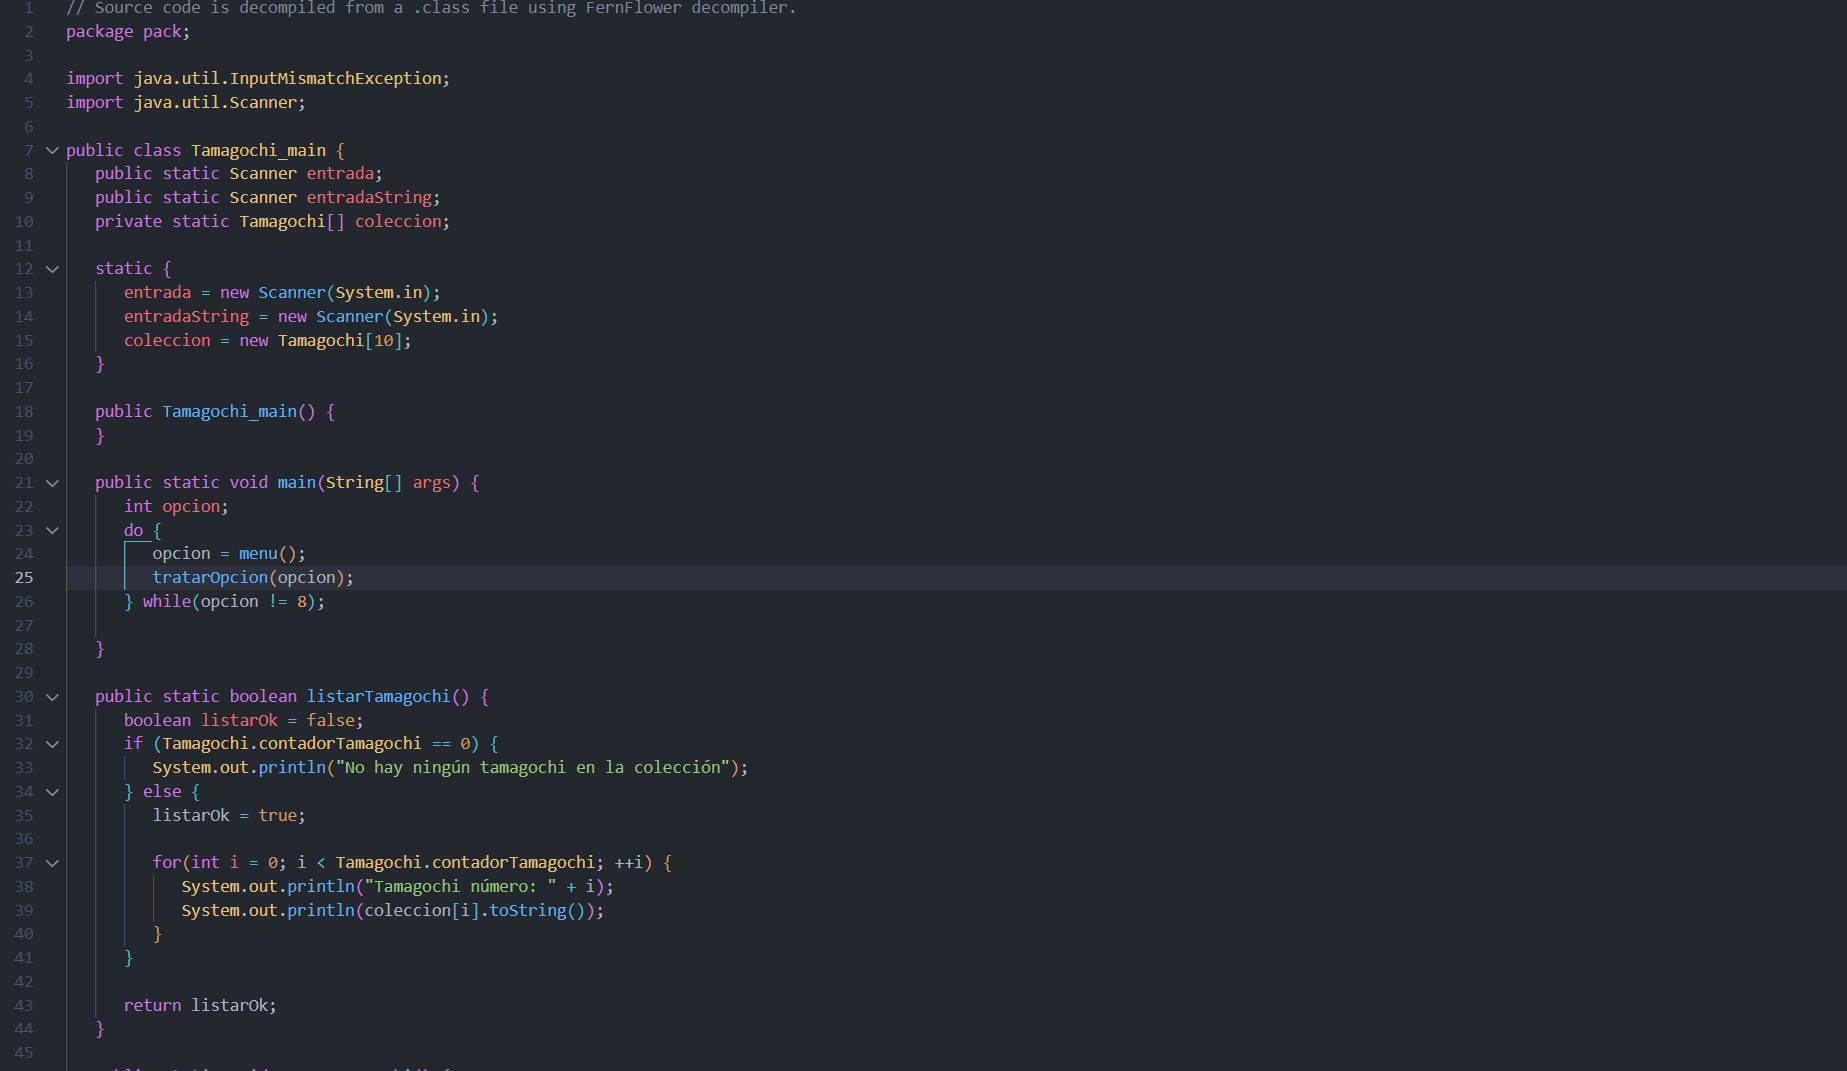 1 // Source code is decompiled from a .class file using FernFlower decompiler.
2 package pack;
3
4 import java.util.InputMismatchException;
5 import java.util.Scanner;
6
7 public class Tamagochi_main {
8    public static Scanner entrada;
9    public static Scanner entradaString;
10    private static Tamagochi[] coleccion;
11
12    static {
13       entrada = new Scanner(System.in);
14       entradaString = new Scanner(System.in);
15       coleccion = new Tamagochi[10];
16    }
17
18    public Tamagochi_main() {
19    }
20
21    public static void main(String[] args) {
22       int opcion;
23       do {
24          opcion = menu();
25          tratarOpcion(opcion);
26       } while(opcion != 8);
27
28    }
29
30    public static boolean listarTamagochi() {
31       boolean listarOk = false;
32       if (Tamagochi.contadorTamagochi == 0) {
33          System.out.println("No hay ningún tamagochi en la colección");
34       } else {
35          listarOk = true;
36
37          for(int i = 0; i < Tamagochi.contadorTamagochi; ++i) {
38             System.out.println("Tamagochi número: " + i);
39             System.out.println(coleccion[i].toString());
40          }
41       }
42
43       return listarOk;
44    }
45